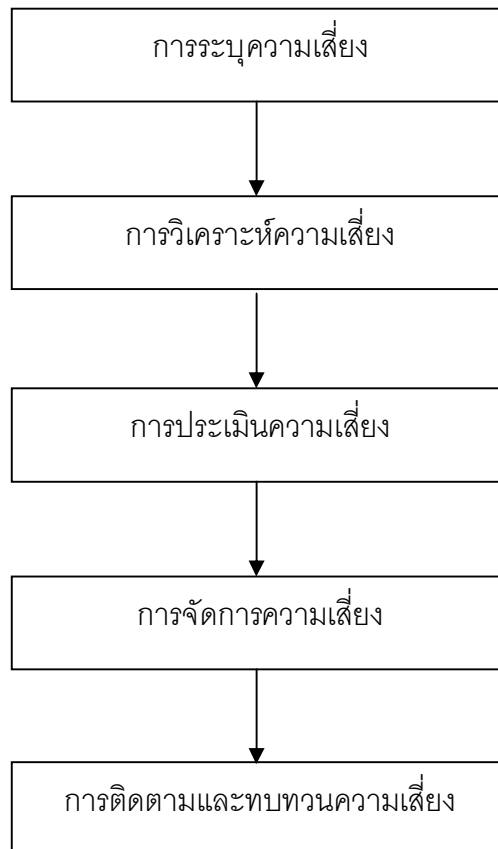 การระบุความเสี่ยง
การวิเคราะห์ความเสี่ยง
การประเมินความเสี่ยง
การจัดการความเสี่ยง
การติดตามและทบทวนความเสี่ยง